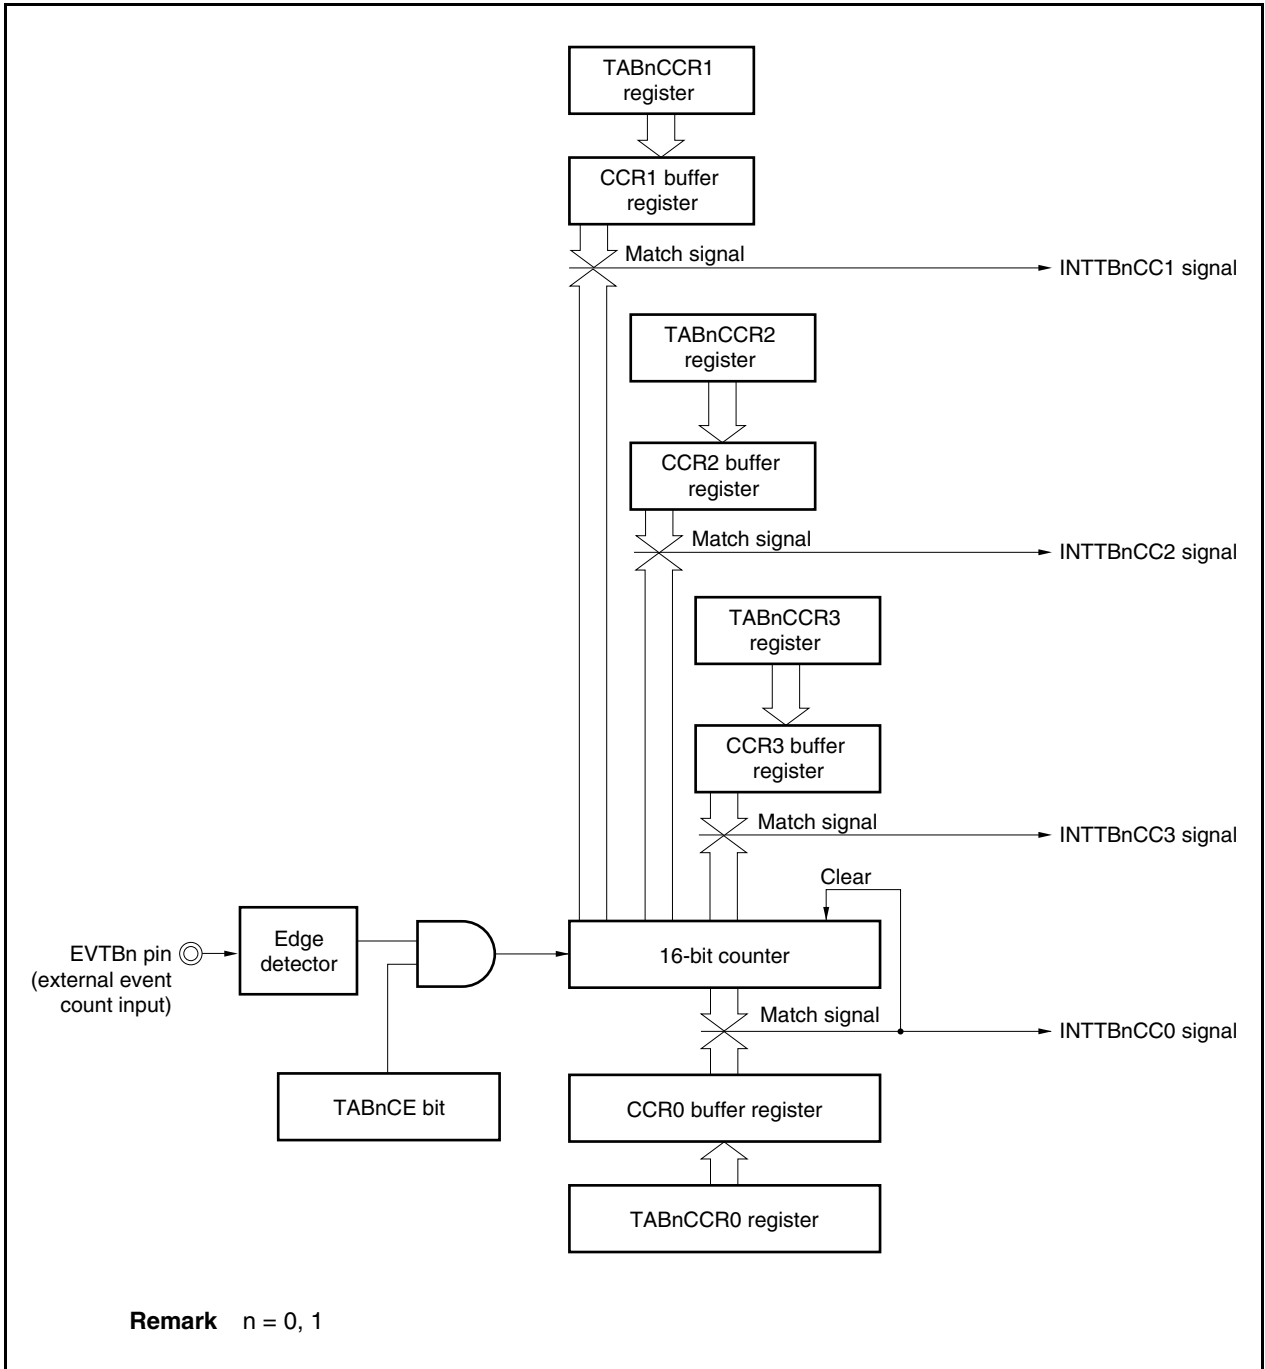 TABnCCR1
register
CCR1 buffer
register
Match signal
INTTBnCC1 signal
TABnCCR2
register
CCR2 buffer
register
Match signal
INTTBnCC2 signal
TABnCCR3
register
CCR3 buffer
register
Match signal
INTTBnCC3 signal
Clear
EVTBn pin
(external event
count input)
Edge
detector
16-bit counter
Match signal
INTTBnCC0 signal
TABnCE bit
CCR0 buffer register
TABnCCR0 register
Remark n = 0, 1